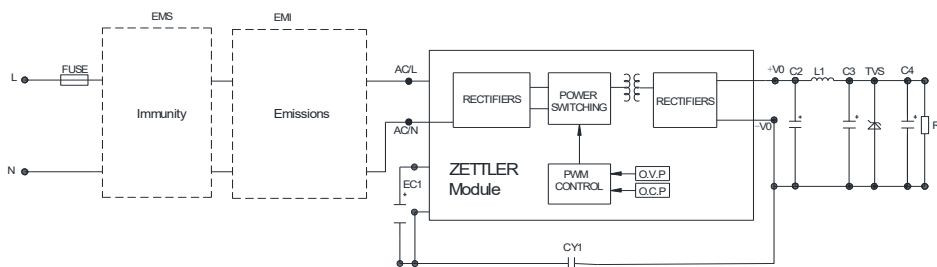 EMS
EMI
L
FUSE
Immunity
Emissions
AC/L
AC/N
RECTIFIERS
POWER
SWITCHING
RECTIFIERS
+V0
C2
L1
C3
TVS
C4
-V0
N
EC1
+
ZETTLER
Module
PWM
CONTROL
O.V.P
O.C.P
+
+
+
R
CY1